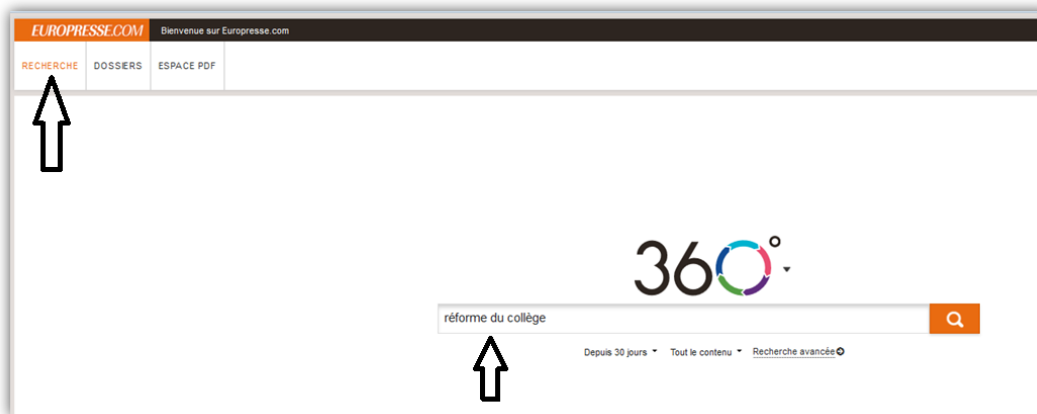 EUROPRESSE.COM Bienvenue sur Europresse.com
RECHERCHE DOSSIERS ESPACE PDF
360°
réforme du collège
Depuis 30 jours Tout le contenu Recherche avancée